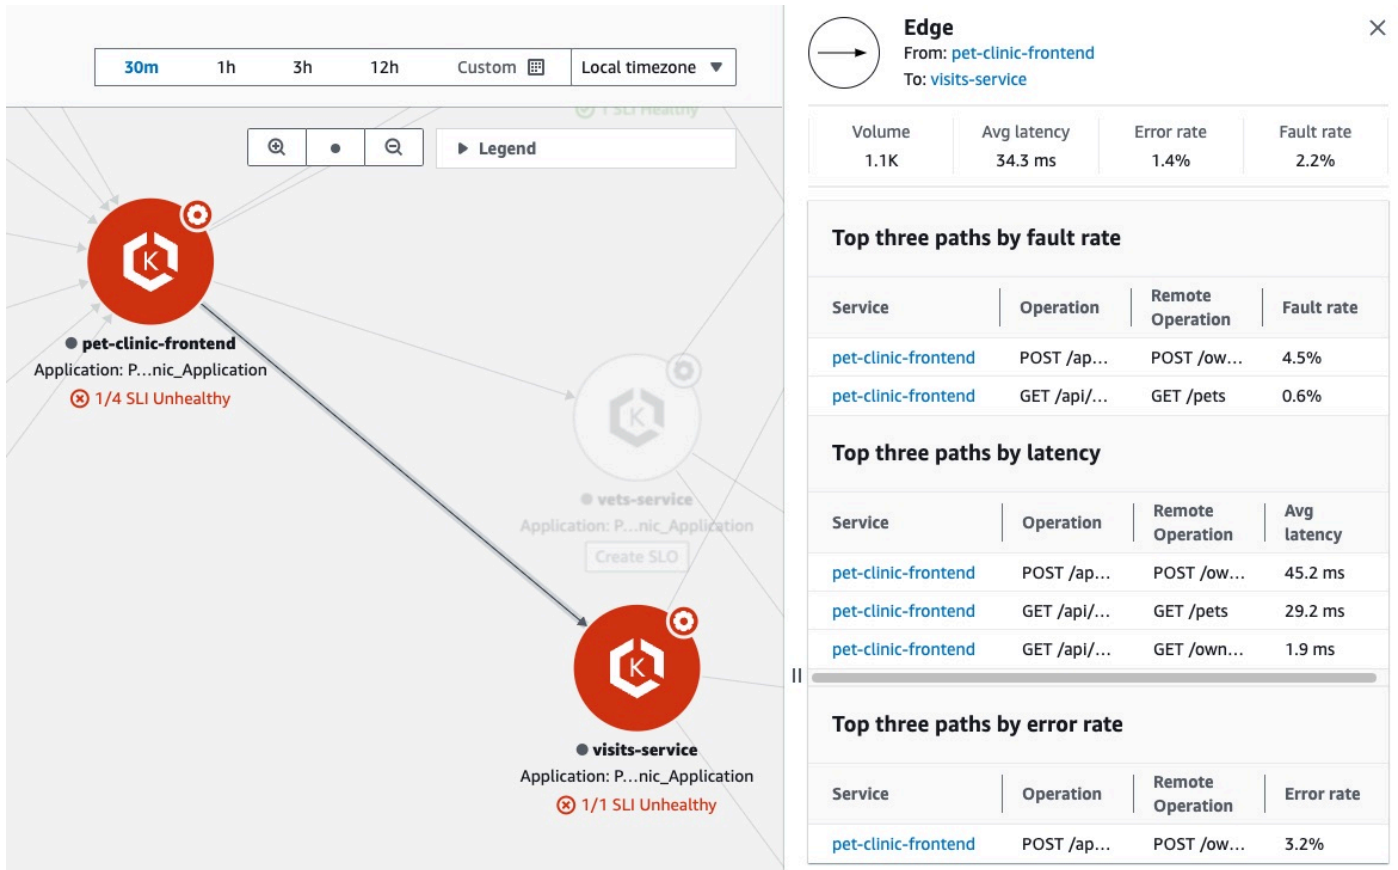 30m 1h 3h 12h Custom Local timezone
1 SLI Healthy
Legend
K
pet-clinic-frontend
Application: P...nic_Application
1/4 SLI Unhealthy
K
vets-service
Application: P...nic_Application
Create SLO
K
visits-service
Application: P...nic_Application
1/1 SLI Unhealthy
Edge
From: pet-clinic-frontend
To: visits-service
Volume Avg latency Error rate Fault rate
1.1K 34.3 ms 1.4% 2.2%
Top three paths by fault rate
Service Operation Remote Operation Fault rate
pet-clinic-frontend POST /ap... POST /ow... 4.5%
pet-clinic-frontend GET /api/... GET /pets 0.6%
Top three paths by latency
Service Operation Remote Operation Avg latency
pet-clinic-frontend POST /ap... POST /ow... 45.2 ms
pet-clinic-frontend GET /api/... GET /pets 29.2 ms
pet-clinic-frontend GET /api/... GET /own... 1.9 ms
Top three paths by error rate
Service Operation Remote Operation Error rate
pet-clinic-frontend POST /ap... POST /ow... 3.2%